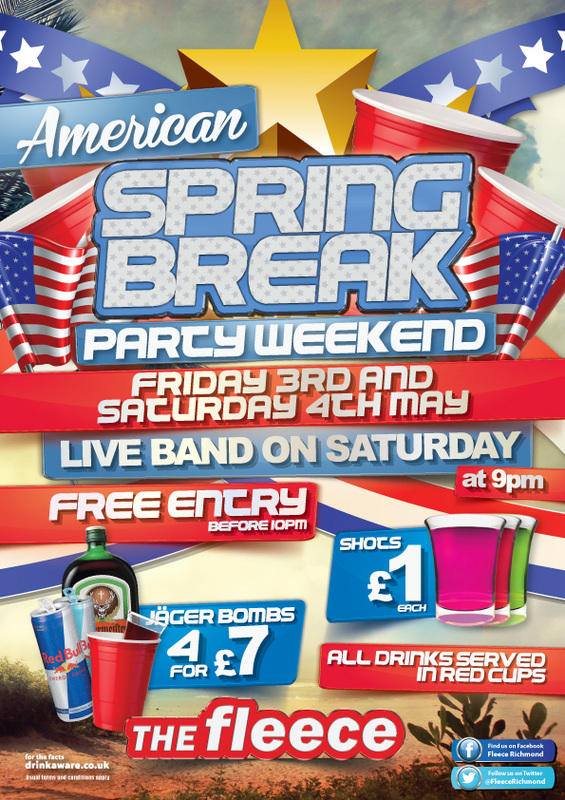 American
SPRING
BREAK
PARTY WEEKEND
FRIDAY 3RD AND
SATURDAY 4TH MAY
LIVE BAND ON SATURDAY
at 9pm
FREE ENTRY
BEFORE 10PM
SHOTS
£1
EACH
JÄGER BOMBS
4 FOR £7
Red Bull
ALL DRINKS SERVED
IN RED CUPS
THE fleece
for the facts
drinkaware.co.uk
Usual terms and conditions apply
Find us on Facebook
Fleece Richmond
Follow us on Twitter
@FleeceRichmond